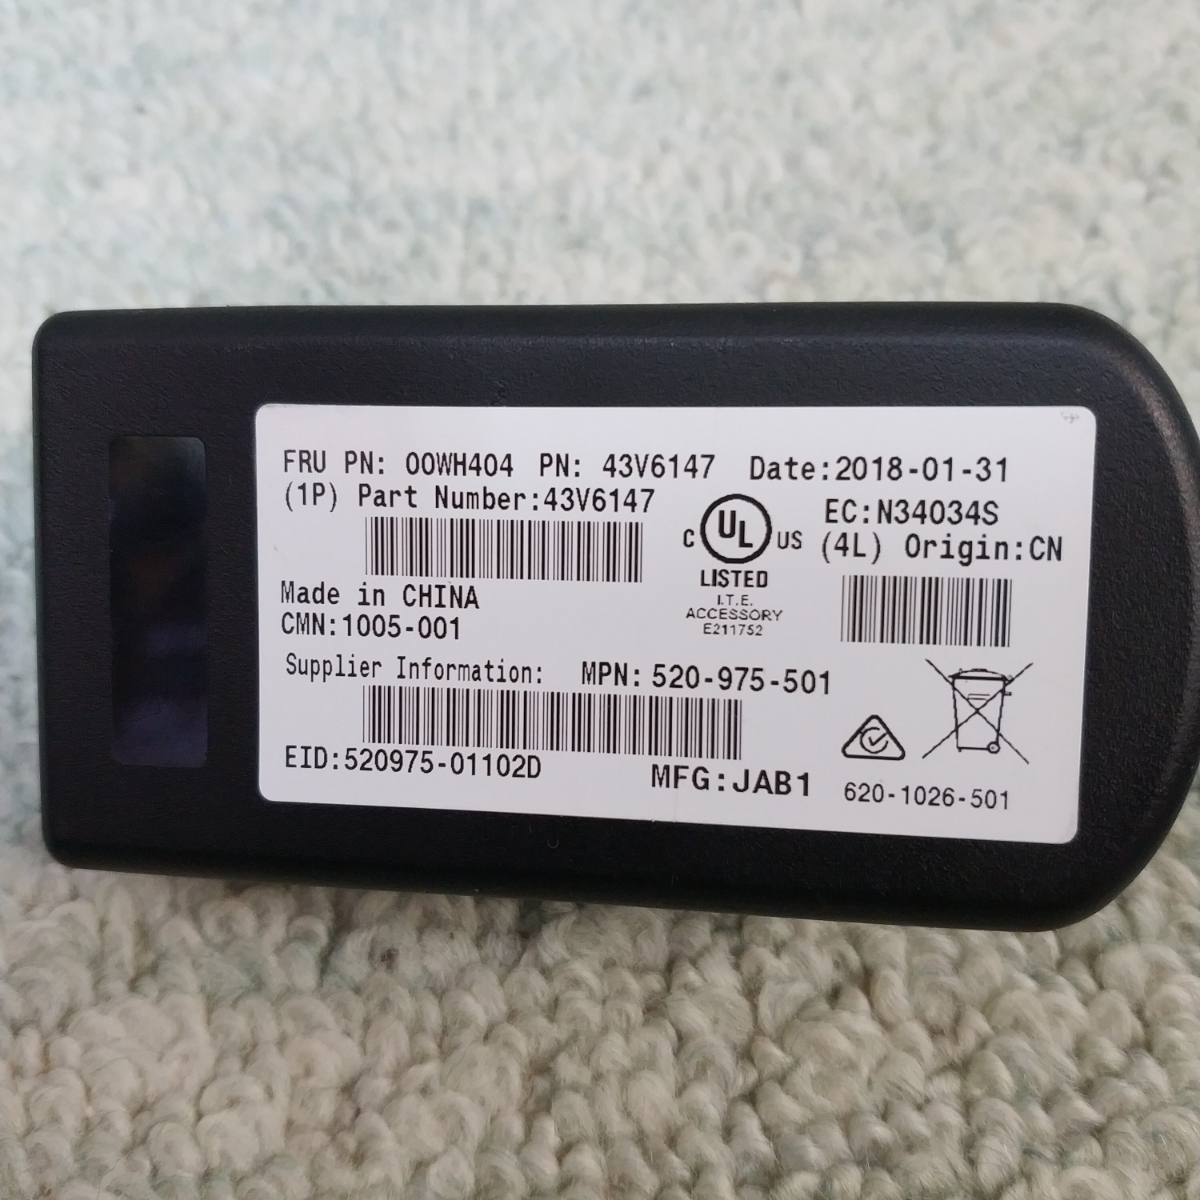 FRU PN: 00WH404 PN: 43V6147 Date:2018-01-31
(1P) Part Number:43V6147
EC:N34034S
(4L) Origin:CN
C UL US
LISTED
I.T.E.
ACCESSORY
E211752
Made in CHINA
CMN:1005-001
Supplier Information: MPN: 520-975-501
EID:520975-01102D
MFG:JAB1
620-1026-501